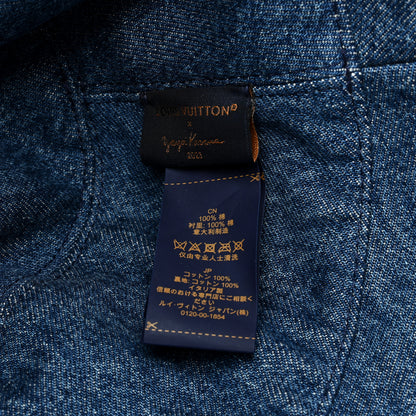 VUITTON
x
Yayoi Kusama
CN
100% 棉
衬里: 100% 棉
意大利制造
仅由专业人士清洗
JP
コットン 100%
裏地: コットン 100%
イタリア製
信頼のおける専門店にご相談く
ださい
ルイ・ヴィトン ジャパン(株)
0120-00-1854